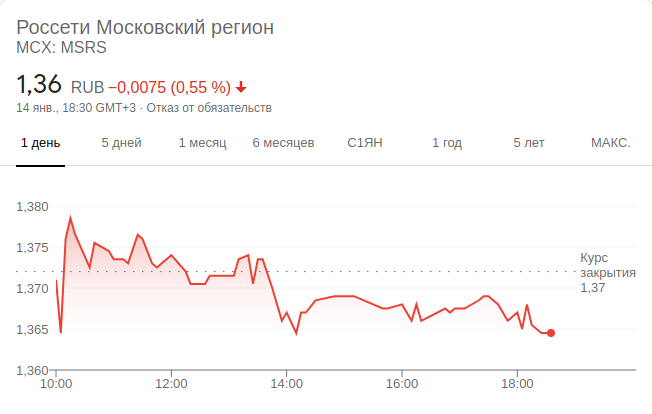 Россети Московский регион
MCX: MSRS
1,36 RUB −0,0075 (0,55 %)
14 янв., 18:30 GMT+3 · Отказ от обязательств
1 день 5 дней 1 месяц 6 месяцев С1ЯН 1 год 5 лет МАКС.
1,380
1,375
Курс
закрытия
1,37
1,370
1,365
1,360
10:00 12:00 14:00 16:00 18:00